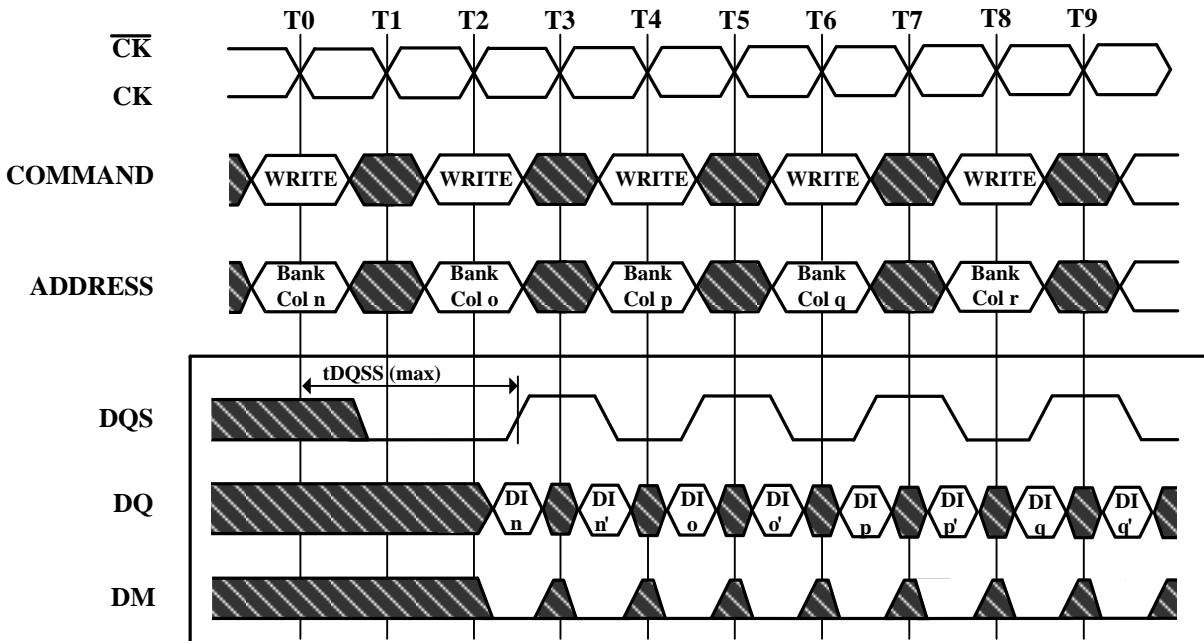 T0 T1 T2 T3 T4 T5 T6 T7 T8 T9
CK
CK
COMMAND WRITE WRITE WRITE WRITE WRITE
ADDRESS Bank Bank Bank Bank Bank
Col n Col o Col p Col q Col r
tDQSS (max)
DQS
DQ DI DI DI DI DI DI DI DI
n n' o o' p p' q q'
DM